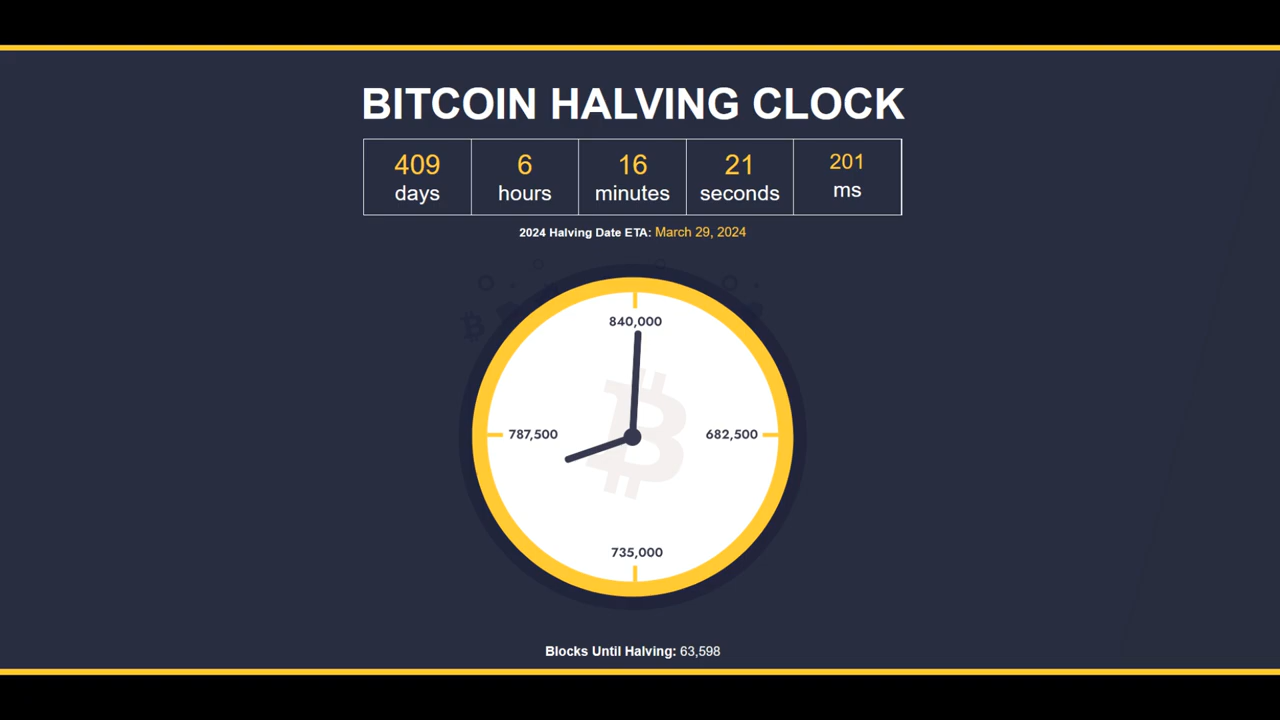 BITCOIN HALVING CLOCK
409 6 16 21 201
days hours minutes seconds ms
2024 Halving Date ETA: March 29, 2024
840,000
787,500 682,500
735,000
Blocks Until Halving: 63,598